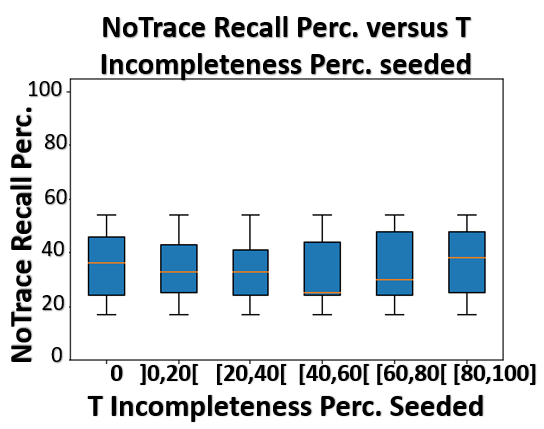 NoTrace Recall Perc. versus T
Incompleteness Perc. seeded
NoTrace Recall Perc.
100
80
60
40
20
0
0 ]0,20[ [20,40[ [40,60[ [60,80[ [80,100]
T Incompleteness Perc. Seeded